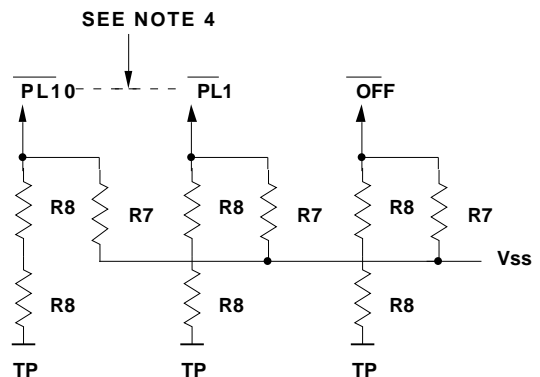 SEE NOTE 4
PL10 PL1 OFF
R8 R7 R8 R7 R8 R7
Vss
R8 R8 R8
TP TP TP